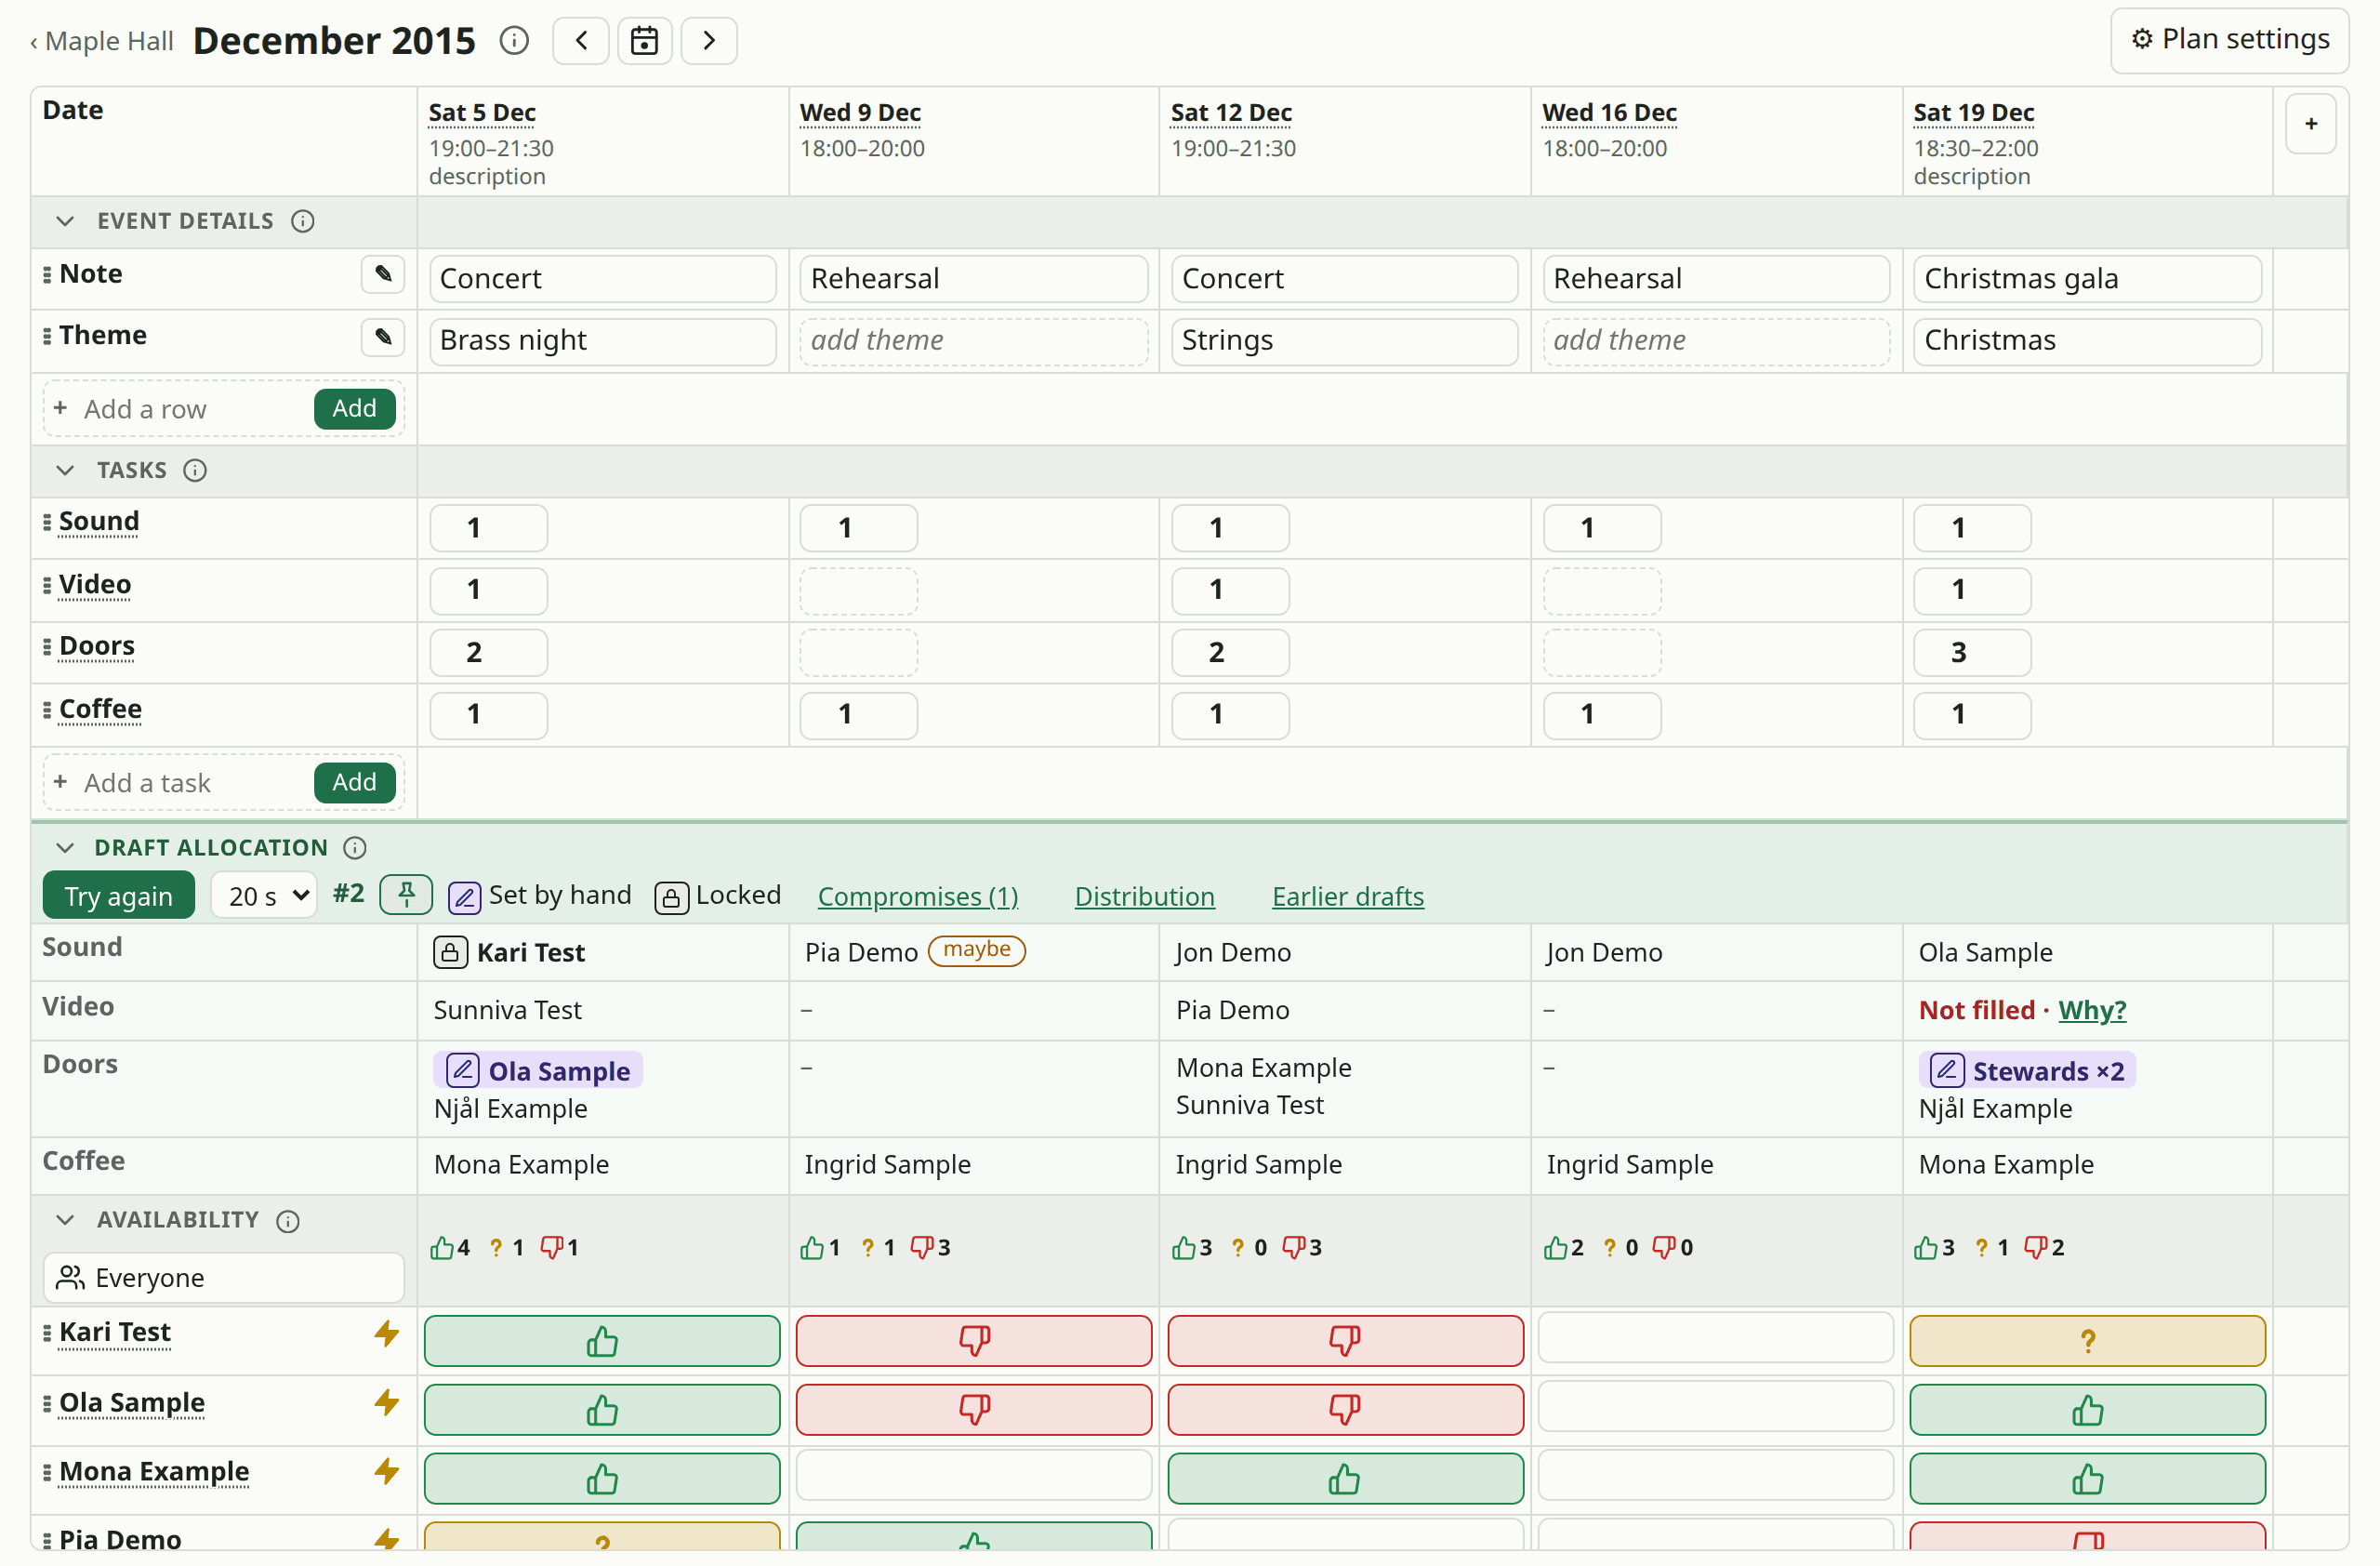 ‹ Maple Hall December 2015 ⚙ Plan settings
Date Sat 5 Dec Wed 9 Dec Sat 12 Dec Wed 16 Dec Sat 19 Dec +
19:00–21:30 18:00–20:00 19:00–21:30 18:00–20:00 18:30–22:00
description description
EVENT DETAILS
Note Concert Rehearsal Concert Rehearsal Christmas gala
Theme Brass night add theme Strings add theme Christmas
+ Add a row Add
TASKS
Sound 1 1 1 1 1
Video 1 1 1
Doors 2 2 3
Coffee 1 1 1 1 1
+ Add a task Add
DRAFT ALLOCATION
Try again 20 s #2 Set by hand Locked Compromises (1) Distribution Earlier drafts
Sound Kari Test Pia Demo maybe Jon Demo Jon Demo Ola Sample
Video Sunniva Test – Pia Demo – Not filled · Why?
Doors Ola Sample – Mona Example – Stewards ×2
Njål Example Sunniva Test Njål Example
Coffee Mona Example Ingrid Sample Ingrid Sample Ingrid Sample Mona Example
AVAILABILITY
4 ? 1 1 1 ? 1 3 3 ? 0 3 2 ? 0 0 3 ? 1 2
Everyone
Kari Test ?
Ola Sample
Mona Example
Pia Demo ?